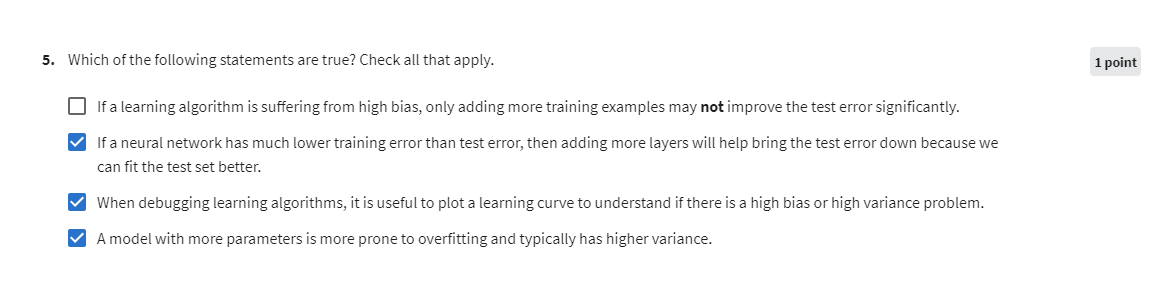 5. Which of the following statements are true? Check all that apply.
1 point
If a learning algorithm is suffering from high bias, only adding more training examples may not improve the test error significantly.
If a neural network has much lower training error than test error, then adding more layers will help bring the test error down because we
can fit the test set better.
When debugging learning algorithms, it is useful to plot a learning curve to understand if there is a high bias or high variance problem.
A model with more parameters is more prone to overfitting and typically has higher variance.